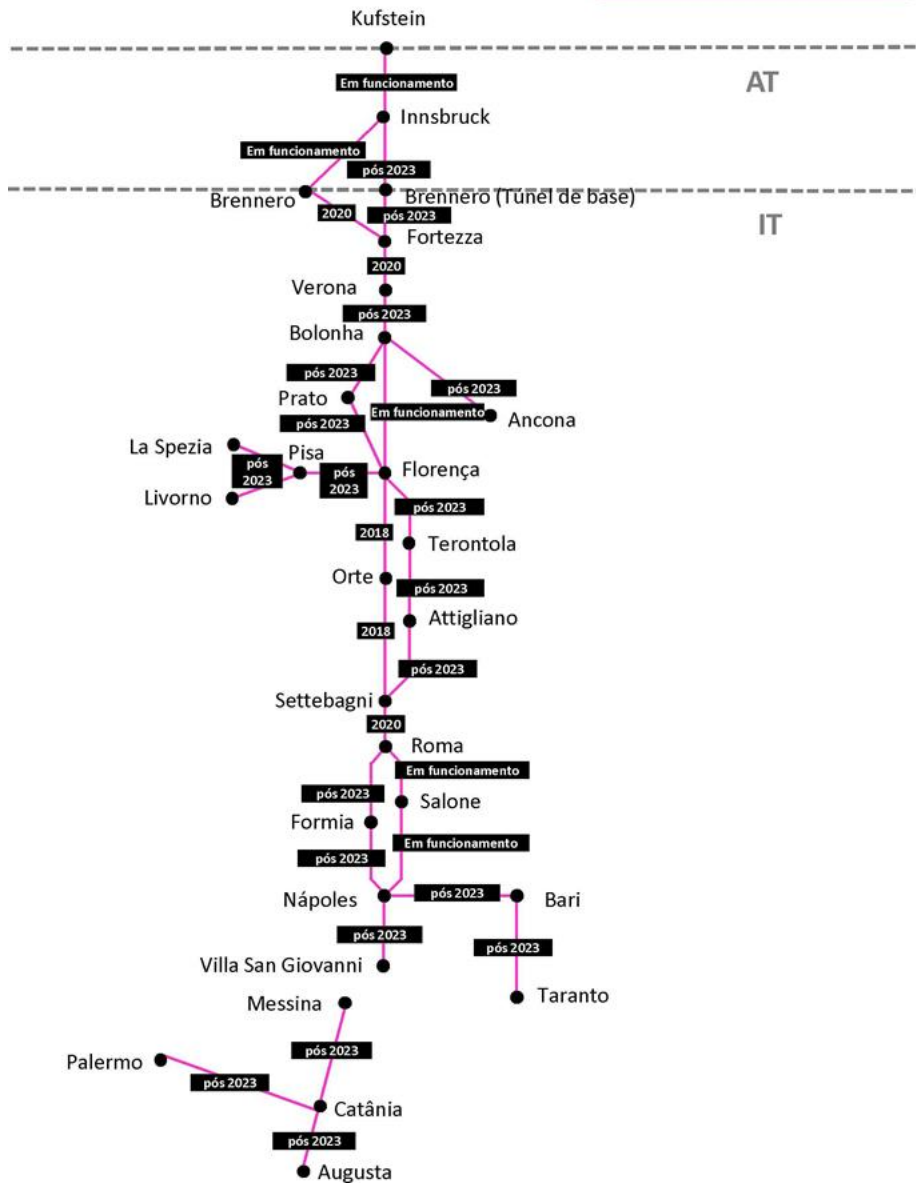 Kufstein
Em funcionamento
AT
Innsbruck
Em funcionamento
pós 2023
Brennero
Brennero (Túnel de base)
2020
pós 2023
IT
Fortezza
2020
Verona
pós 2023
Bolonha
pós 2023
pós 2023
Prato
Em funcionamento
Ancona
pós 2023
La Spezia
Pisa
pós
2023
pós
2023
Florença
Livorno
pós 2023
2018
Terontola
Orte
pós 2023
Attigliano
2018
pós 2023
Settebagni
2020
Roma
Em funcionamento
pós 2023
Salone
Formia
Em funcionamento
pós 2023
Nápoles
pós 2023
Bari
pós 2023
pós 2023
Villa San Giovanni
Taranto
Messina
pós 2023
Palermo
pós 2023
Catânia
pós 2023
Augusta